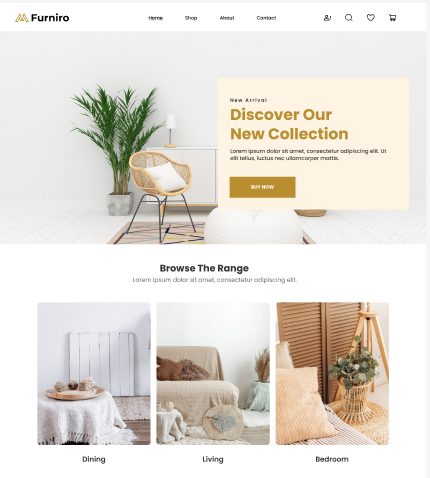 Furniro
Home Shop About Contact
New Arrival
Discover Our
New Collection
Lorem ipsum dolor sit amet, consectetur adipiscing elit. Ut
elit tellus, luctus nec ullamcorper mattis.
BUY NOW
Browse The Range
Lorem ipsum dolor sit amet, consectetur adipiscing elit.
Dining
Living
Bedroom